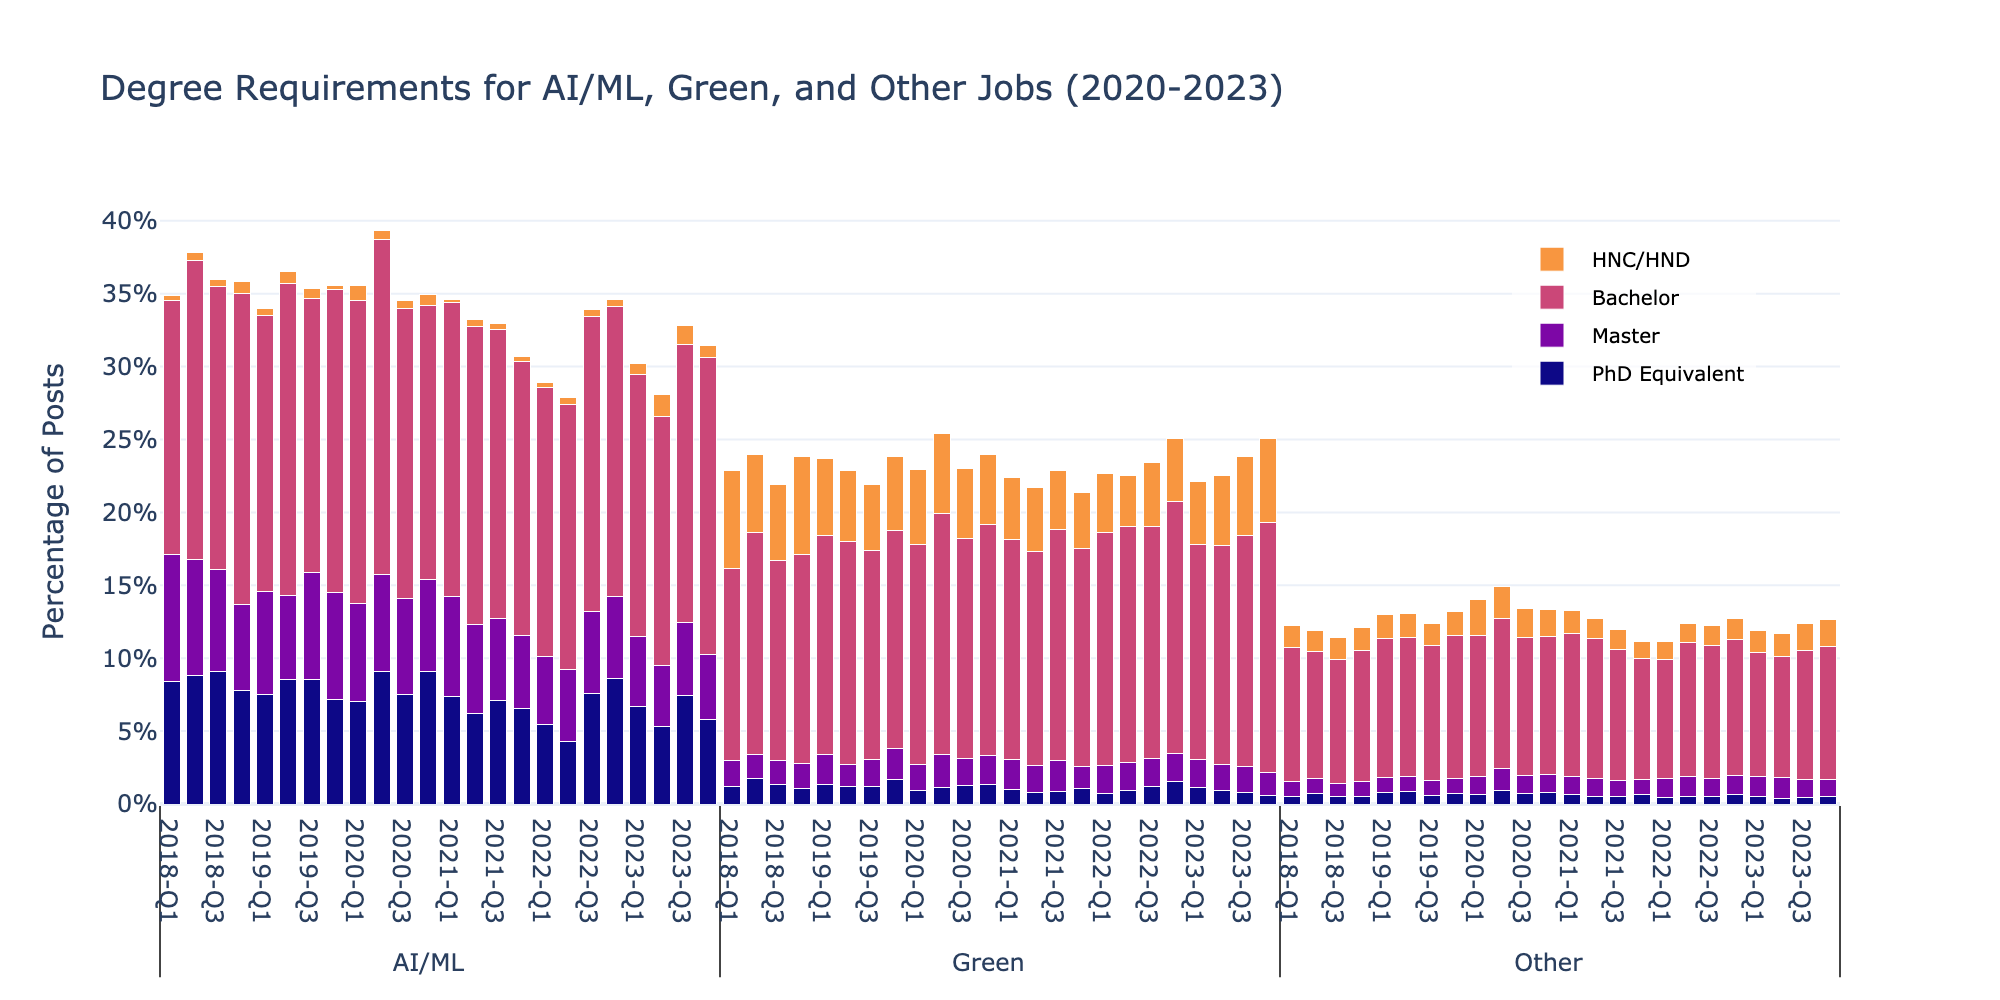 Degree Requirements for AI/ML, Green, and Other Jobs (2020-2023)
Percentage of Posts
40%
35%
30%
25%
20%
15%
10%
5%
0%
HNC/HND
Bachelor
Master
PhD Equivalent
2018-Q1
2018-Q3
2019-Q1
2019-Q3
2020-Q1
2020-Q3
2021-Q1
2021-Q3
2022-Q1
2022-Q3
2023-Q1
2023-Q3
2018-Q1
2018-Q3
2019-Q1
2019-Q3
2020-Q1
2020-Q3
2021-Q1
2021-Q3
2022-Q1
2022-Q3
2023-Q1
2023-Q3
2018-Q1
2018-Q3
2019-Q1
2019-Q3
2020-Q1
2020-Q3
2021-Q1
2021-Q3
2022-Q1
2022-Q3
2023-Q1
2023-Q3
AI/ML
Green
Other